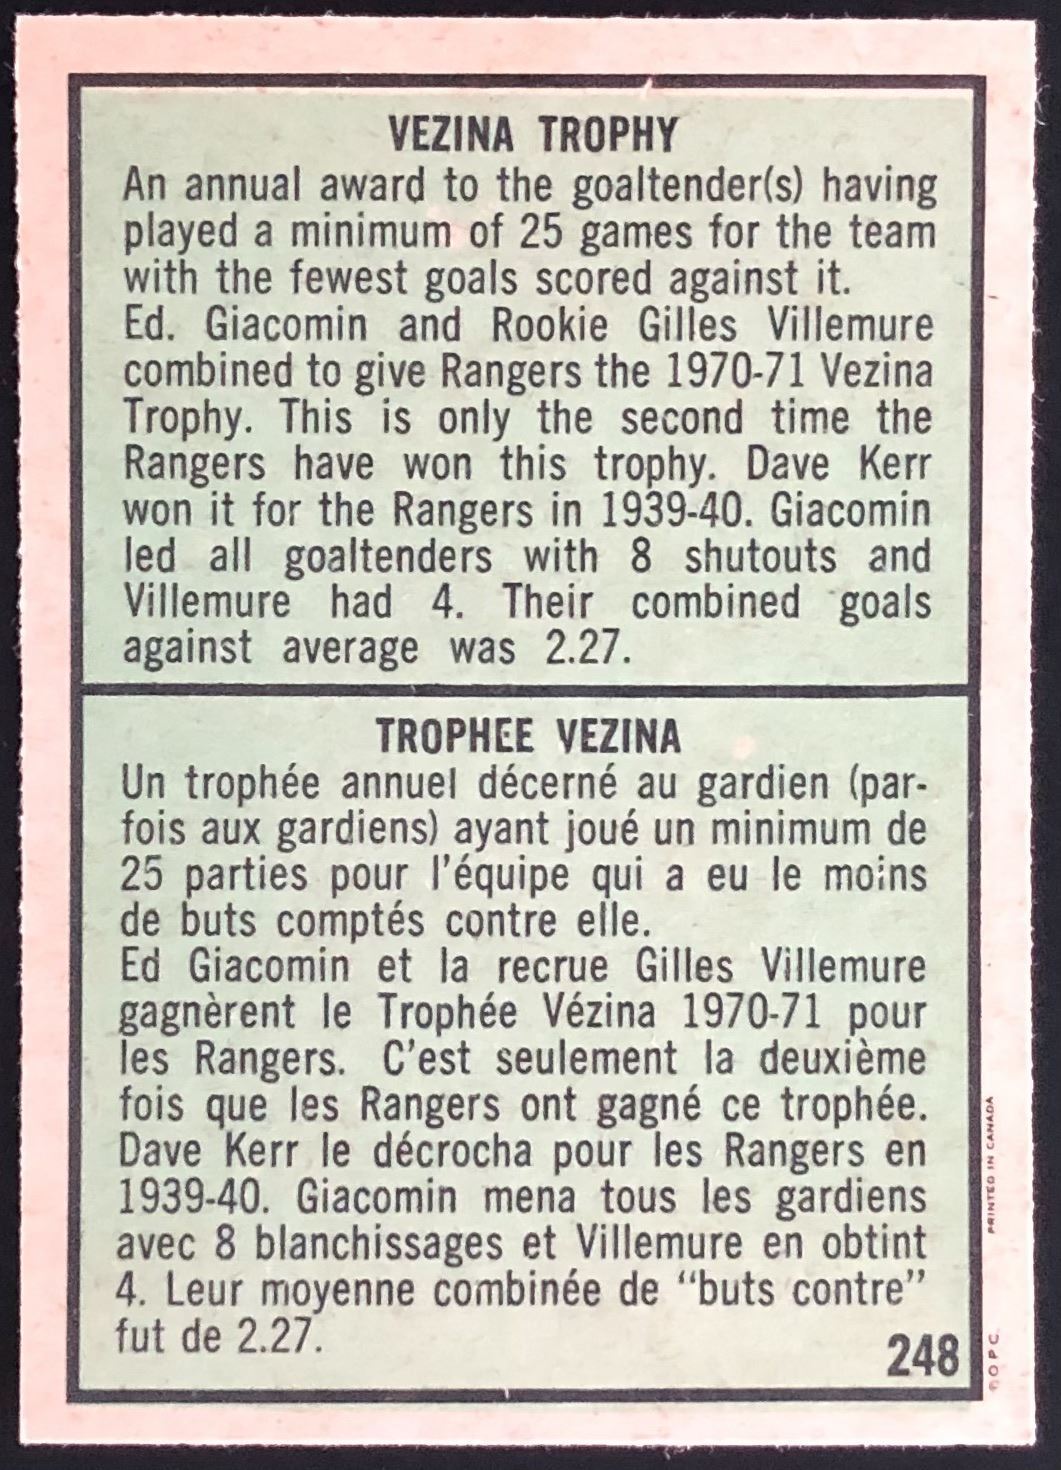 VEZINA TROPHY
An annual award to the goaltender(s) having
played a minimum of 25 games for the team
with the fewest goals scored against it.
Ed. Giacomin and Rookie Gilles Villemure
combined to give Rangers the 1970-71 Vezina
Trophy. This is only the second time the
Rangers have won this trophy. Dave Kerr
won it for the Rangers in 1939-40. Giacomin
led all goaltenders with 8 shutouts and
Villemure had 4. Their combined goals
against average was 2.27.
TROPHEE VEZINA
Un trophée annuel décerné au gardien (par-
fois aux gardiens) ayant joué un minimum de
25 parties pour l'équipe qui a eu le moins
de buts comptés contre elle.
Ed Giacomin et la recrue Gilles Villemure
gagnèrent le Trophée Vézina 1970-71 pour
les Rangers. C'est seulement la deuxième
fois que les Rangers ont gagné ce trophée.
Dave Kerr le décrocha pour les Rangers en
1939-40. Giacomin mena tous les gardiens
avec 8 blanchissages et Villemure en obtint
4. Leur moyenne combinée de "buts contre"
fut de 2.27.
248
©O.P.C.
PRINTED IN CANADA